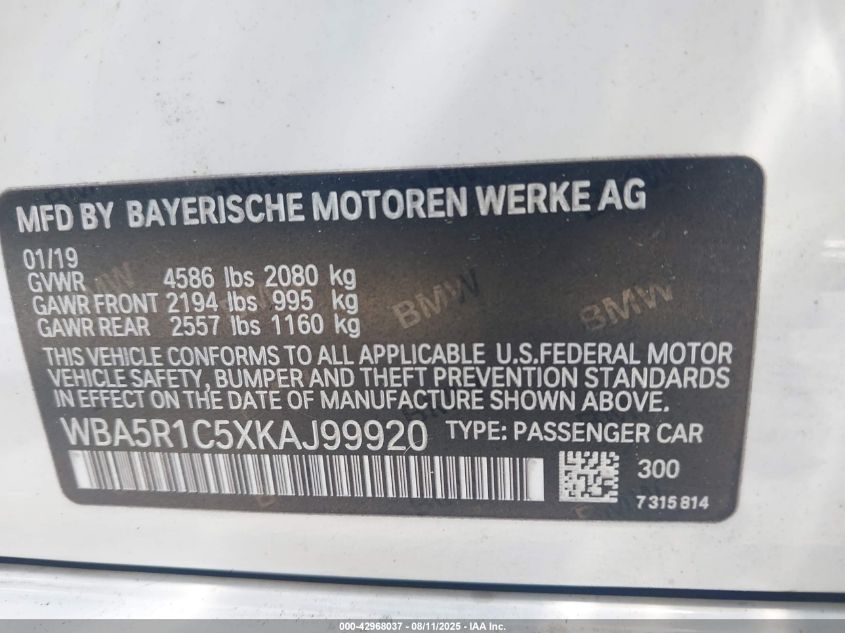 MFD BY BAYERISCHE MOTOREN WERKE AG
01/19
GVWR 4586 lbs 2080 kg
GAWR FRONT 2194 lbs 995 kg
GAWR REAR 2557 lbs 1160 kg
THIS VEHICLE CONFORMS TO ALL APPLICABLE U.S.FEDERAL MOTOR
VEHICLE SAFETY, BUMPER AND THEFT PREVENTION STANDARDS
IN EFFECT ON THE DATE OF MANUFACTURE SHOWN ABOVE.
WBA5R1C5XKAJ99920 TYPE: PASSENGER CAR
300
7315814
BMW BMW BMW
000-42968037 - 08/11/2025 - IAA Inc.